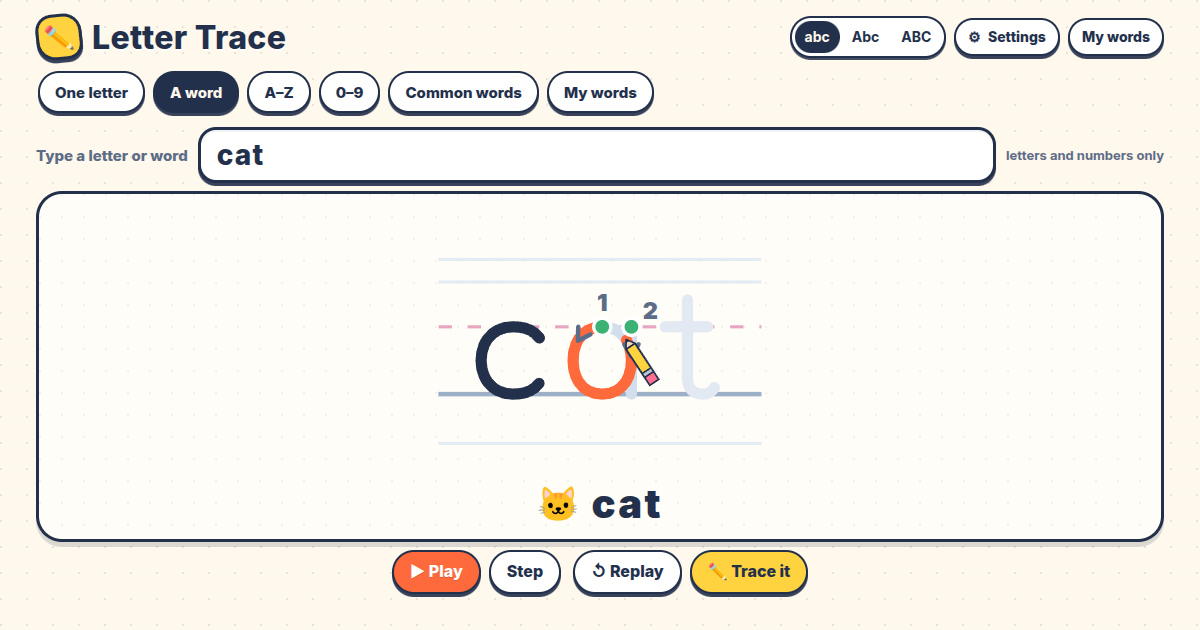 Letter Trace
abc Abc ABC
Settings
My words
One letter
A word
A–Z
0–9
Common words
My words
Type a letter or word
cat
letters and numbers only
1 2
cat
cat
Play
Step
Replay
Trace it